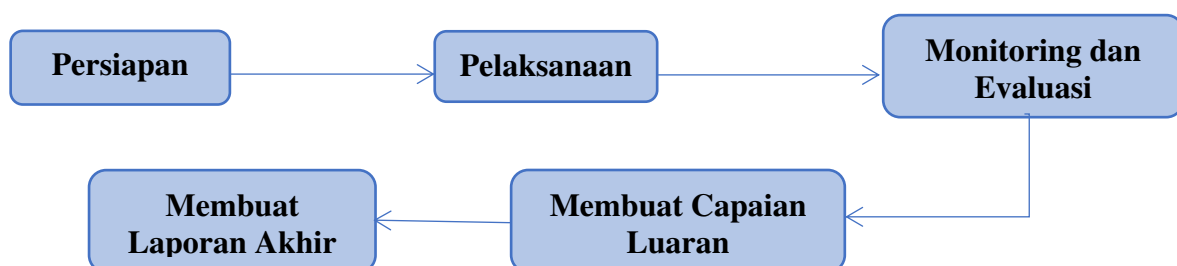 Persiapan
Pelaksanaan
Monitoring dan
Evaluasi
Membuat Capaian
Luaran
Membuat
Laporan Akhir